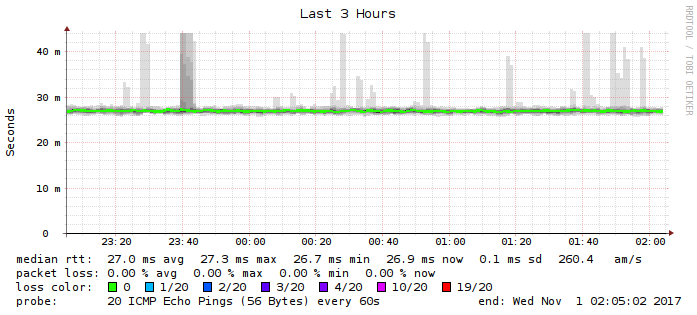 Last 3 Hours
RRDTOOL / TOBI OETIKER
Seconds
40 m
30 m
20 m
10 m
0
23:20 23:40 00:00 00:20 00:40 01:00 01:20 01:40 02:00
median rtt: 27.0 ms avg 27.3 ms max 26.7 ms min 26.9 ms now 0.1 ms sd 260.4 am/s
packet loss: 0.00 % avg 0.00 % max 0.00 % min 0.00 % now
loss color: 0 1/20 2/20 3/20 4/20 10/20 19/20
probe: 20 ICMP Echo Pings (56 Bytes) every 60s end: Wed Nov 1 02:05:02 2017